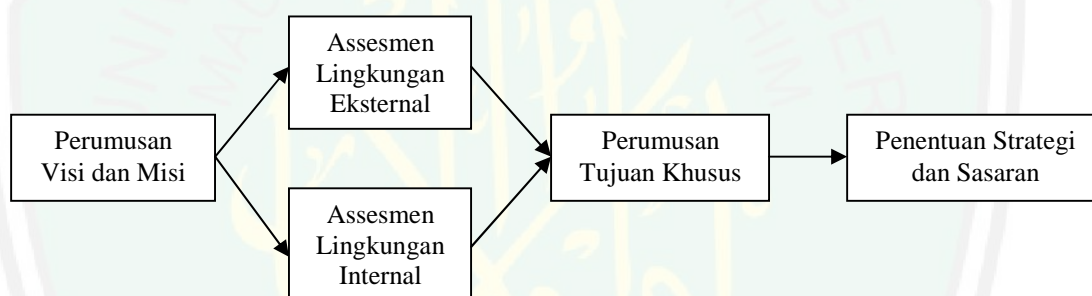 Assesmen
Lingkungan
Eksternal
Perumusan
Visi dan Misi
Perumusan
Tujuan Khusus
Penentuan Strategi
dan Sasaran
Assesmen
Lingkungan
Internal